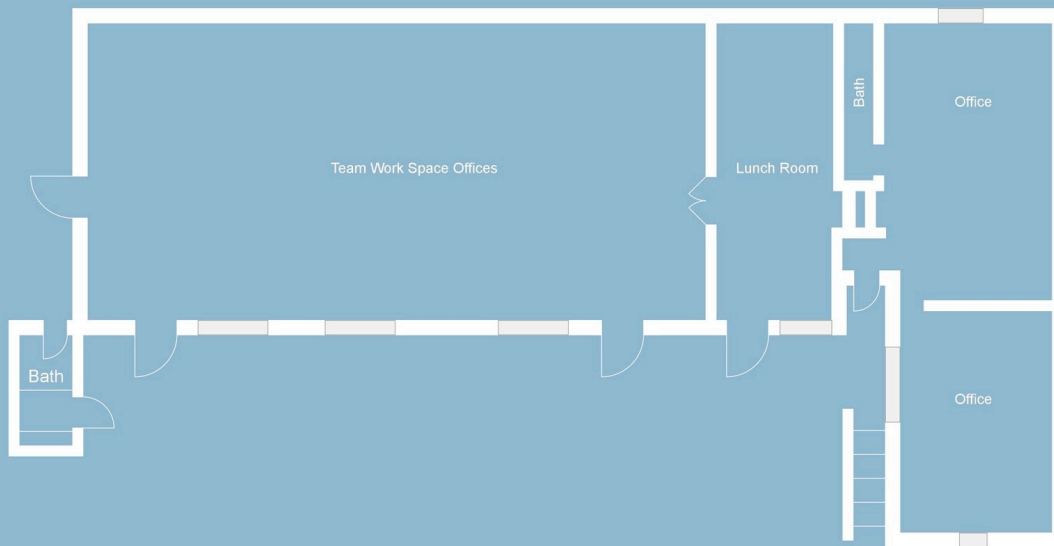 Bath
Office
Team Work Space Offices
Lunch Room
Bath
Office